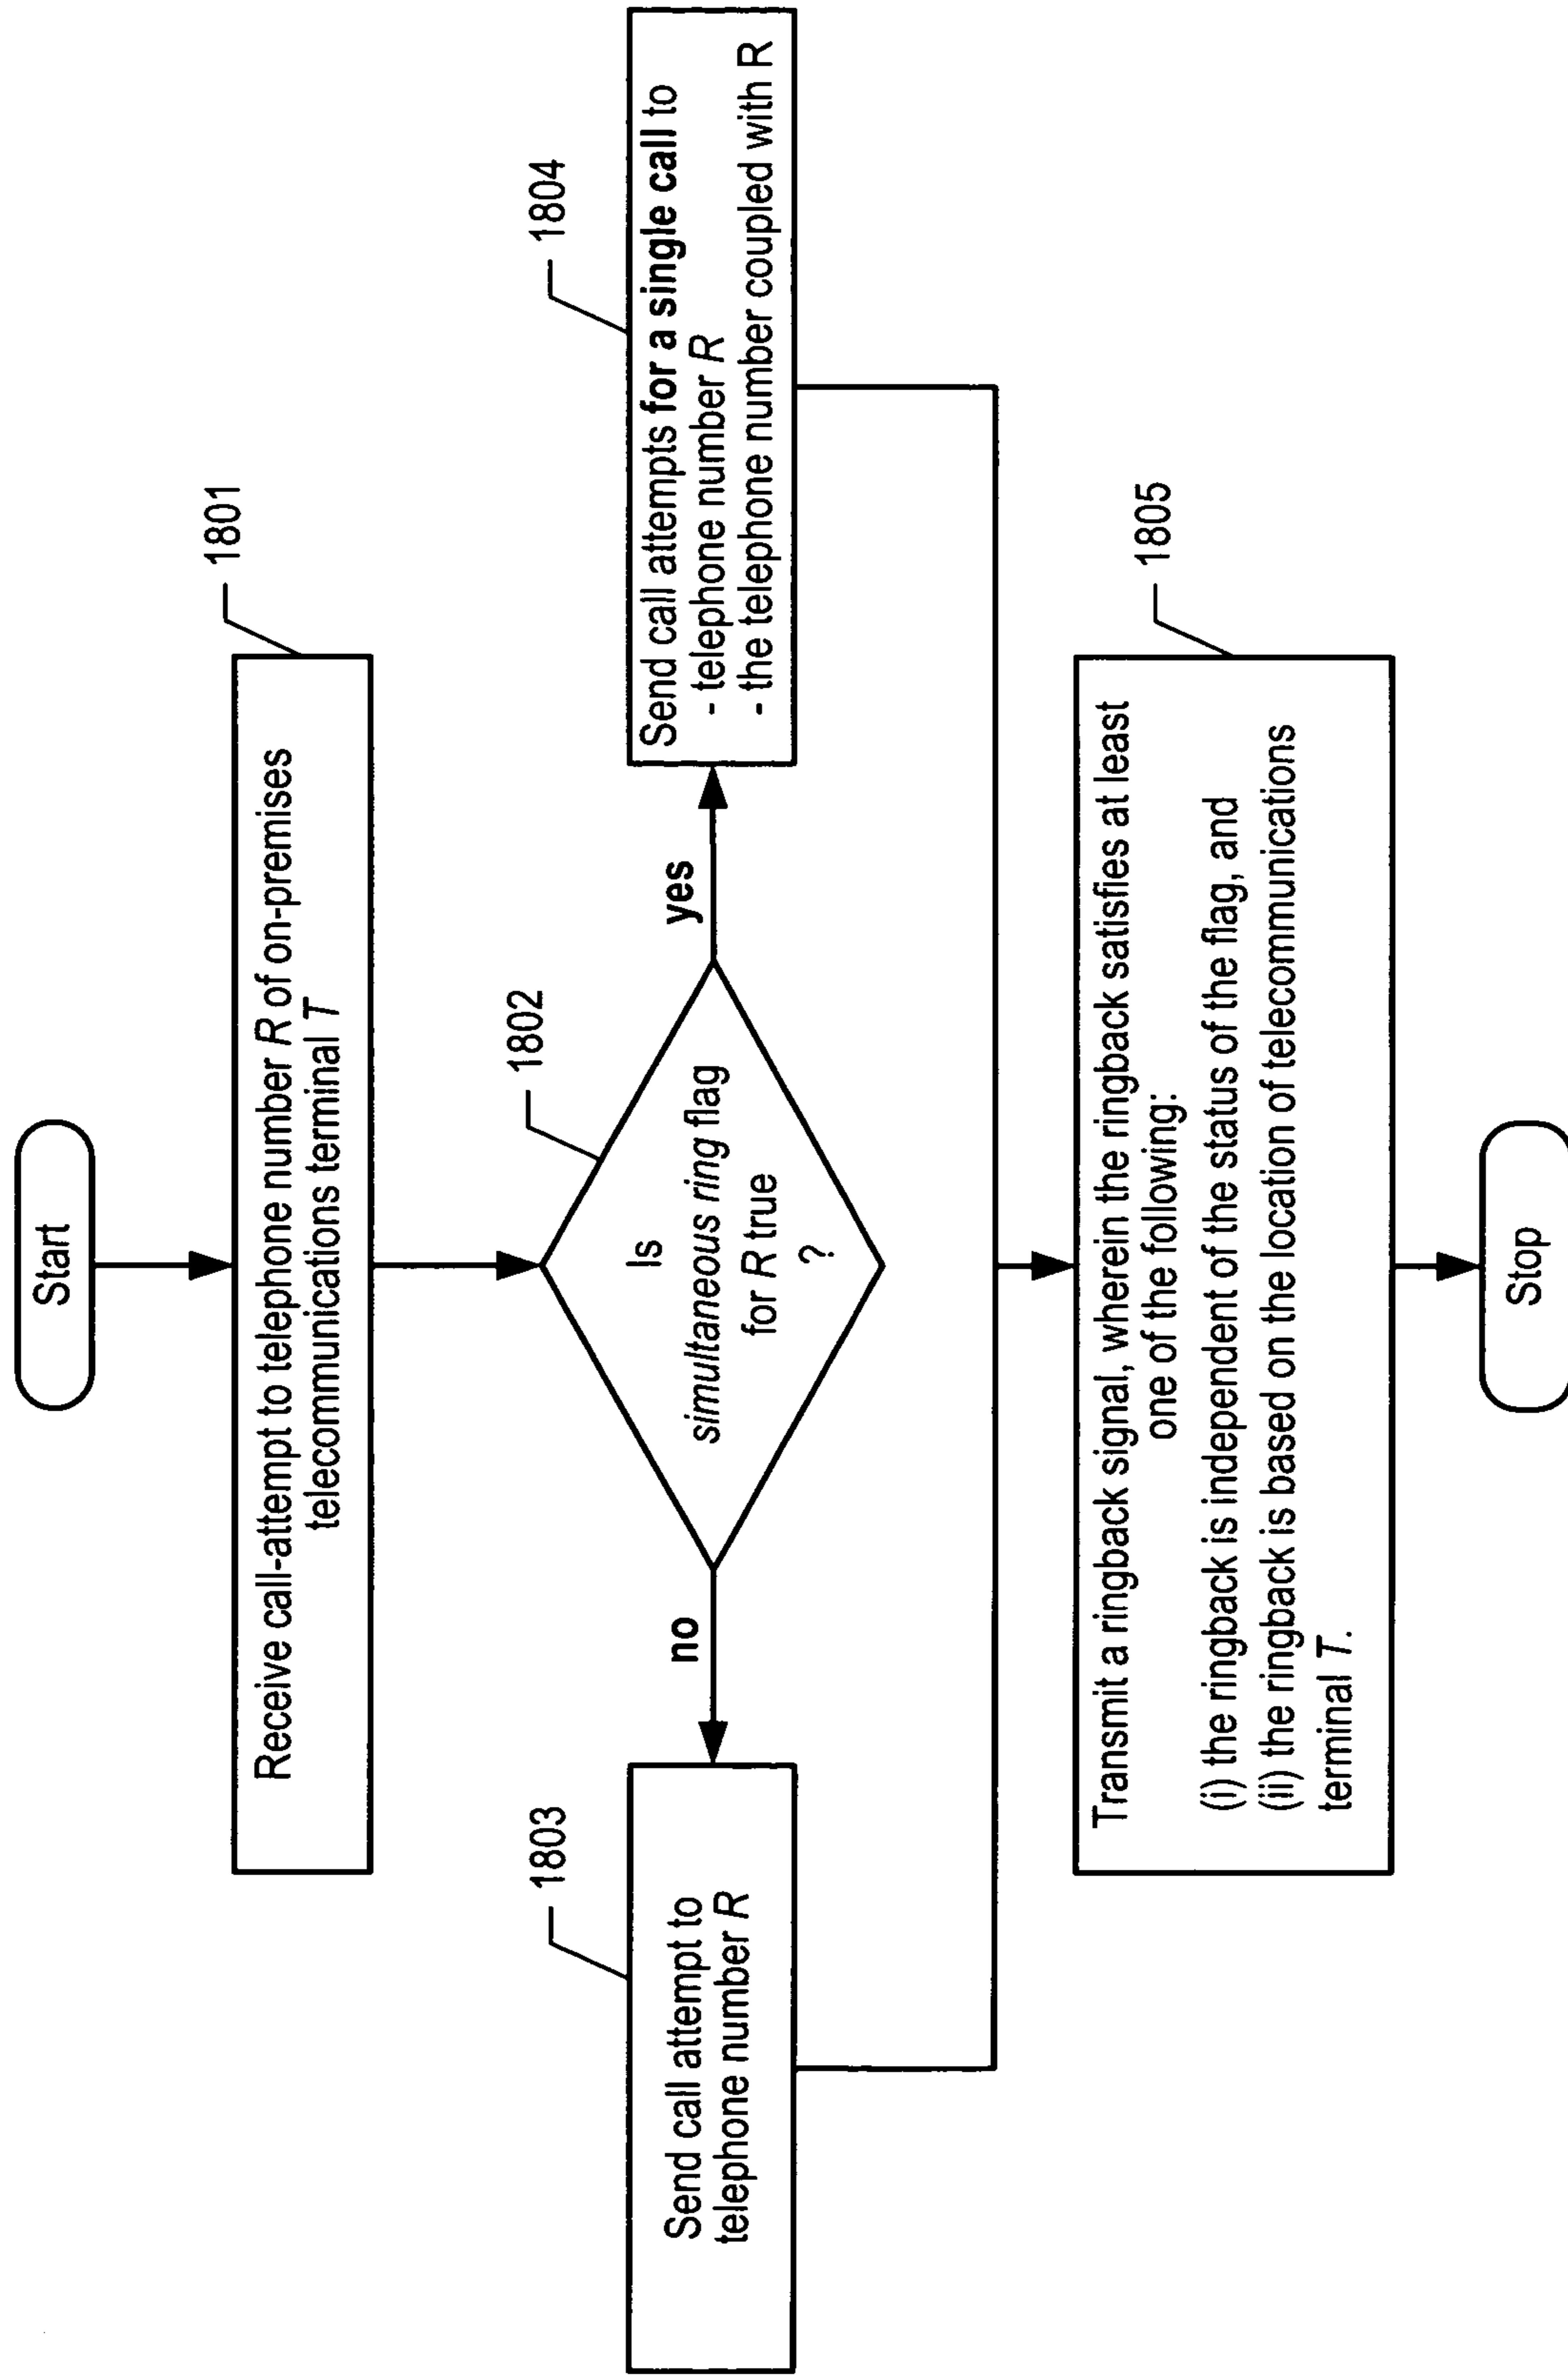 Start
1801
Receive call-attempt to telephone number R of on-premises
telecommunications terminal T
1802
Is
simultaneous ring flag
for R true
?
no
yes
1803
Send call attempt to
telephone number R
1804
Send call attempts for a single call to
- telephone number R
- the telephone number coupled with R
1805
Transmit a ringback signal, wherein the ringback satisfies at least
one of the following:
(i) the ringback is independent of the status of the flag, and
(ii) the ringback is based on the location of telecommunications
terminal T.
Stop